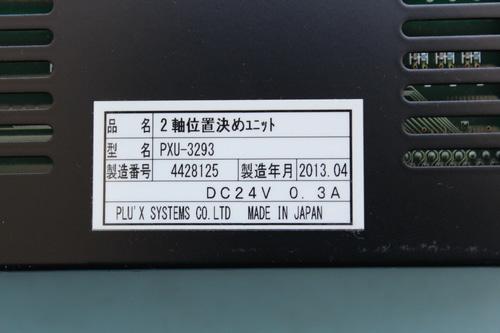 品 名 2軸位置決めユニット
型 名 PXU-3293
製造番号 4428125 製造年月 2013.04
DC24V 0.3A
PLU'X SYSTEMS CO.LTD MADE IN JAPAN